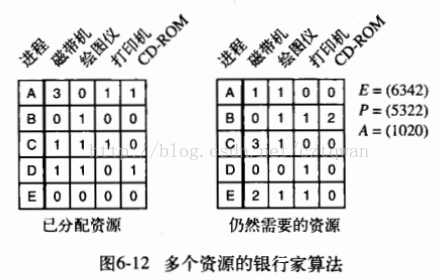 进程 磁带机 绘图仪 打印机 CD-ROM
A 3 0 1 1
B 0 1 0 0
C 1 1 1 0
D 1 1 0 1
E 0 0 0 0
已分配资源
进程 磁带机 绘图仪 打印机 CD-ROM
A 1 1 0 0
B 0 1 1 2
C 3 1 0 0
D 0 0 1 0
E 2 1 1 0
仍然需要的资源
E = (6342)
P = (5322)
A = (1020)
图6-12 多个资源的银行家算法